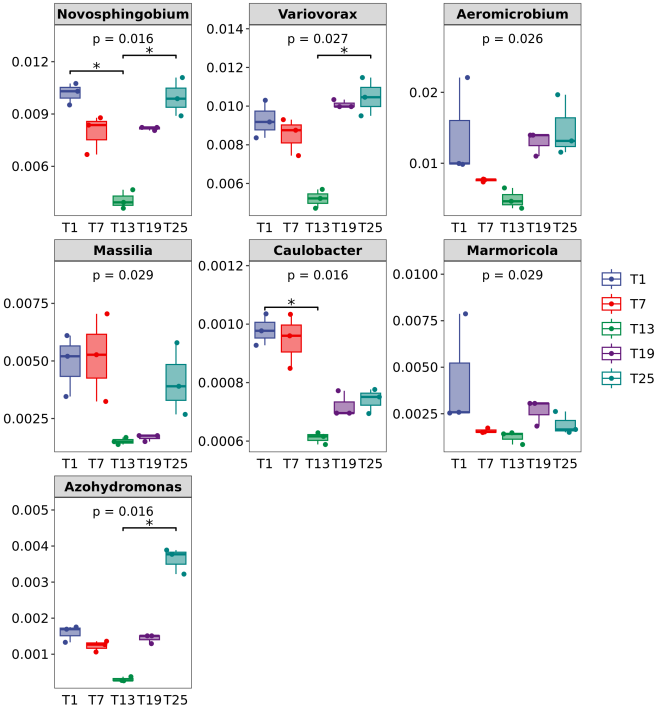 Novosphingobium
p = 0.016
*
*
0.012
0.009
0.006
T1 T7 T13 T19 T25
Variovorax
p = 0.027
*
0.014
0.012
0.010
0.008
0.006
T1 T7 T13 T19 T25
Aeromicrobium
p = 0.026
0.02
0.01
T1 T7 T13 T19 T25
Massilia
p = 0.029
0.0075
0.0050
0.0025
T1 T7 T13 T19 T25
Caulobacter
p = 0.016
*
0.0012
0.0010
0.0008
0.0006
T1 T7 T13 T19 T25
Marmoricola
p = 0.029
0.0100
0.0075
0.0050
0.0025
T1 T7 T13 T19 T25
T1
T7
T13
T19
T25
Azohydromonas
p = 0.016
*
0.005
0.004
0.003
0.002
0.001
T1 T7 T13 T19 T25